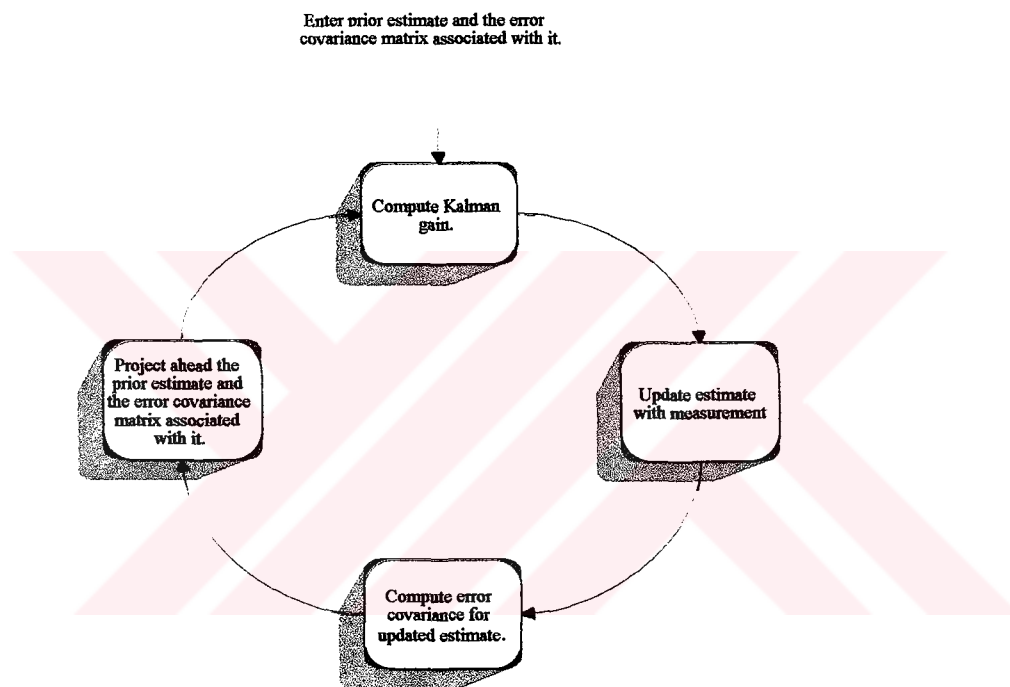 Enter prior estimate and the error
covariance matrix associated with it.
Compute Kalman
gain.
Project ahead the
prior estimate and
the error covariance
matrix associated
with it.
Update estimate
with measurement
Compute error
covariance for
updated estimate.